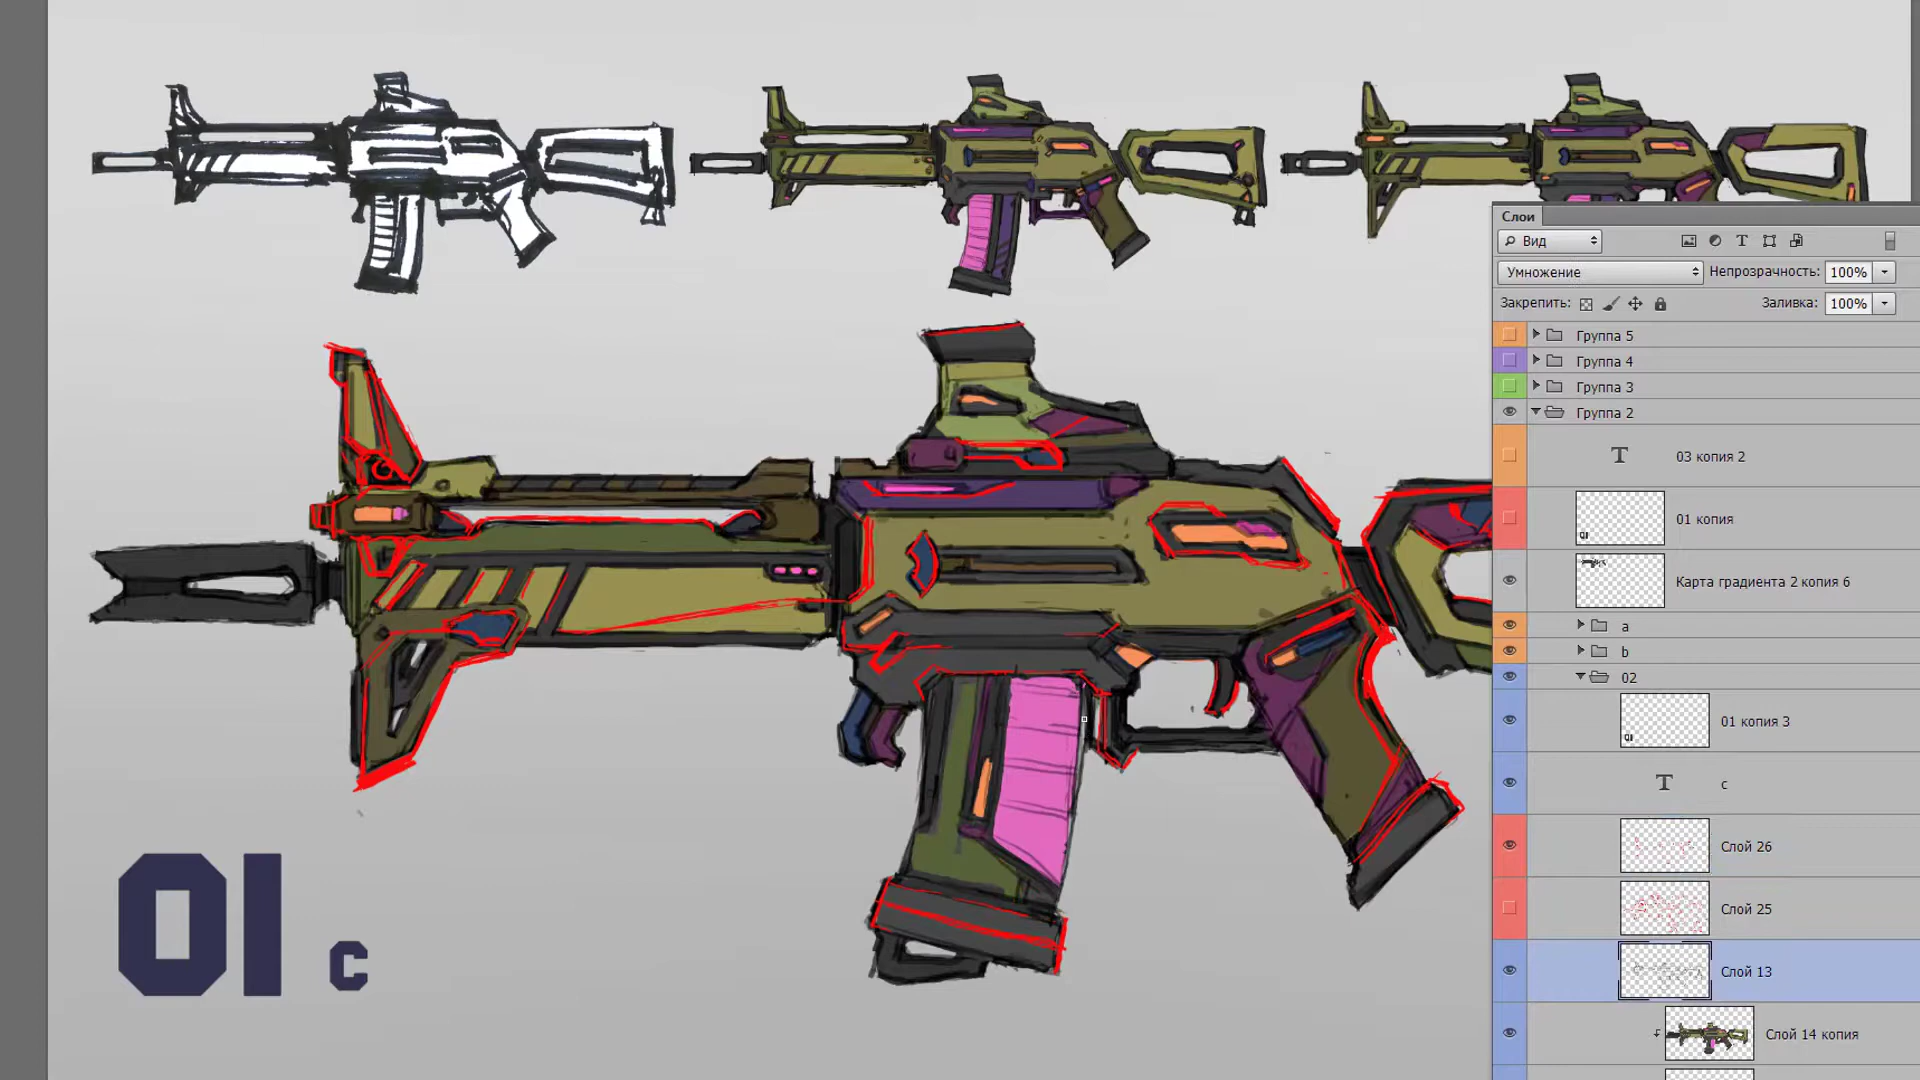 Слои
Вид
Умножение
Непрозрачность: 100%
Закрепить:
Заливка: 100%
Группа 5
Группа 4
Группа 3
Группа 2
T 03 копия 2
01 копия
Карта градиента 2 копия 6
a
b
02
01 копия 3
T c
Слой 26
Слой 25
Слой 13
Слой 14 копия
01 c